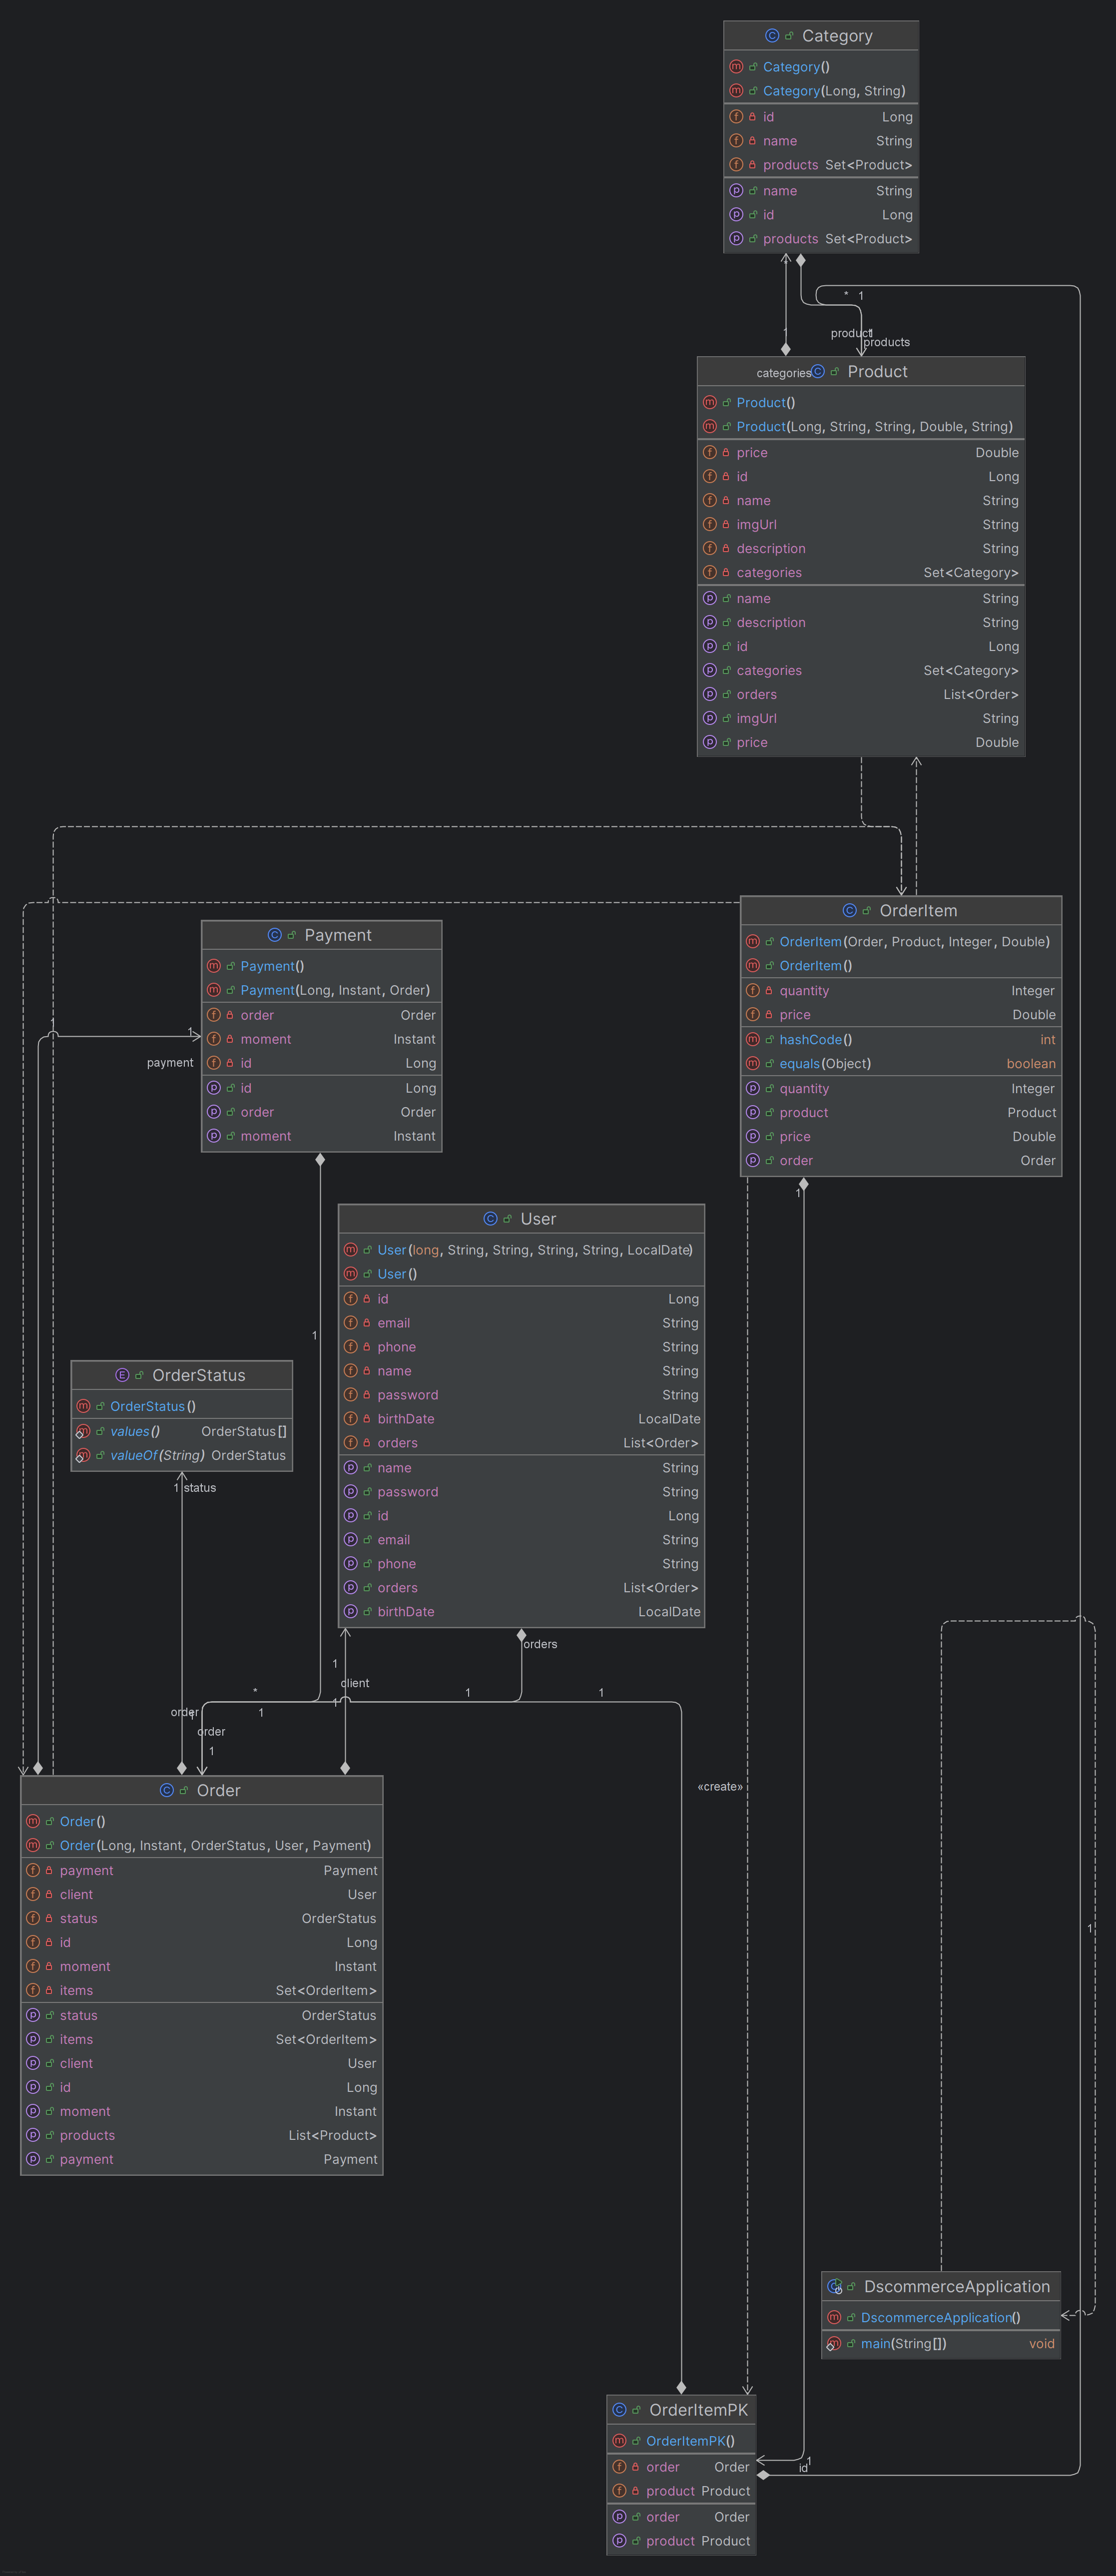 Category
Category()
Category(Long, String)
id Long
name String
products Set<Product>
name String
id Long
products Set<Product>
* 1
1
product
1
products
categories
Product
Product()
Product(Long, String, String, Double, String)
price Double
id Long
name String
imgUrl String
description String
categories Set<Category>
name String
description String
id Long
categories Set<Category>
orders List<Order>
imgUrl String
price Double
OrderItem
OrderItem(Order, Product, Integer, Double)
OrderItem()
quantity Integer
price Double
hashCode() int
equals(Object) boolean
quantity Integer
product Product
price Double
order Order
1
Payment
Payment()
Payment(Long, Instant, Order)
order Order
moment Instant
id Long
id Long
order Order
moment Instant
1
1
payment
1
User
User(long, String, String, String, String, LocalDate)
User()
id Long
email String
phone String
name String
password String
birthDate LocalDate
orders List<Order>
name String
password String
id Long
email String
phone String
orders List<Order>
birthDate LocalDate
OrderStatus
OrderStatus()
values() OrderStatus[]
valueOf(String) OrderStatus
1 status
orders
1
client
* 1 1
1
order
1
1
order
1
«create»
1
Order
Order()
Order(Long, Instant, OrderStatus, User, Payment)
payment Payment
client User
status OrderStatus
id Long
moment Instant
items Set<OrderItem>
status OrderStatus
items Set<OrderItem>
client User
id Long
moment Instant
products List<Product>
payment Payment
DscommerceApplication
DscommerceApplication()
main(String[]) void
OrderItemPK
OrderItemPK()
order Order
product Product
order Order
product Product
1
id